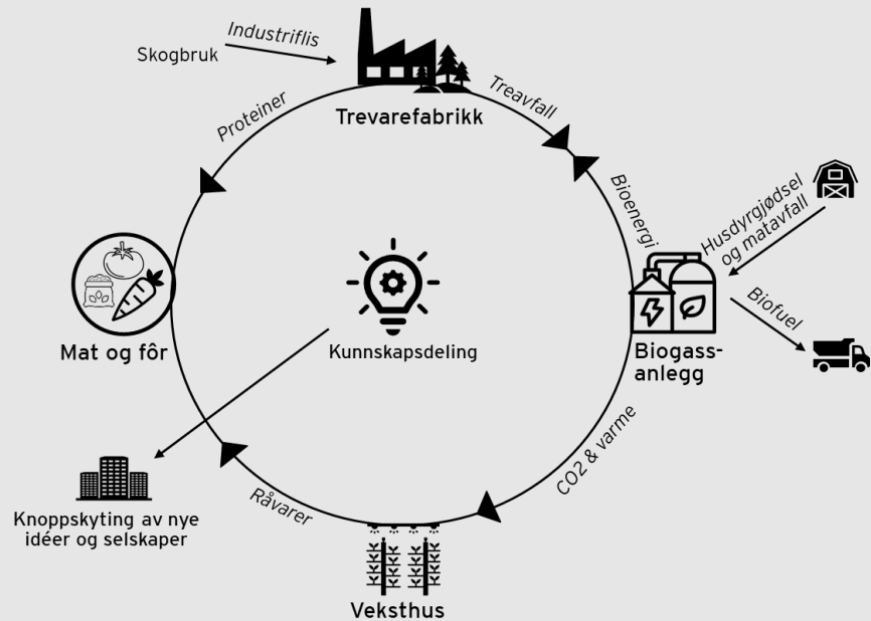 Industriflis
Skogbruk
Trevarefabrikk
Treavfall
Proteiner
Bioenergi
Husdyrgjødsel
og matavfall
Biofuel
Mat og fôr
Kunnskapsdeling
Biogass-
anlegg
CO2 & varme
Råvarer
Knoppskyting av nye
idéer og selskaper
Veksthus